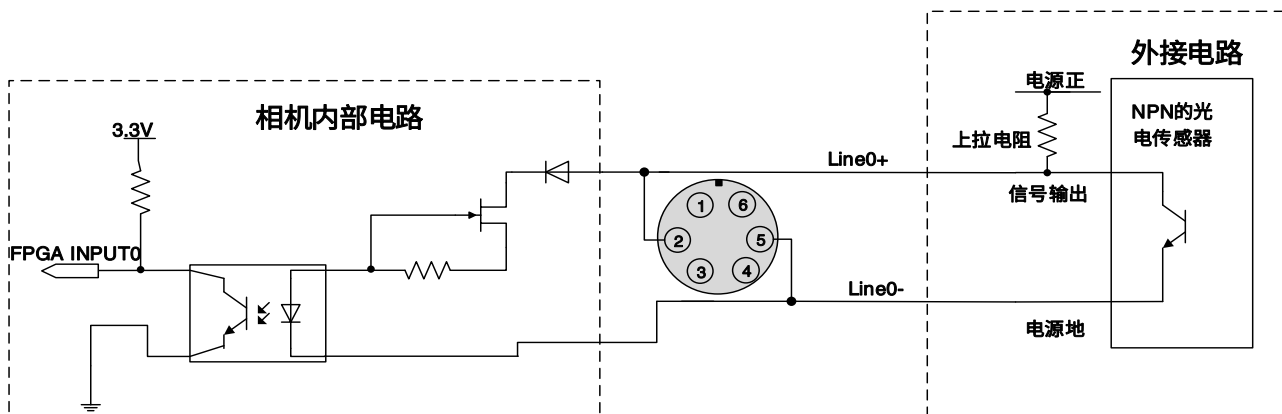 外接电路
相机内部电路
电源正
NPN的光
电传感器
3.3V
上拉电阻
Line0+
信号输出
1
6
FPGA INPUT0
2
5
3
4
Line0-
电源地